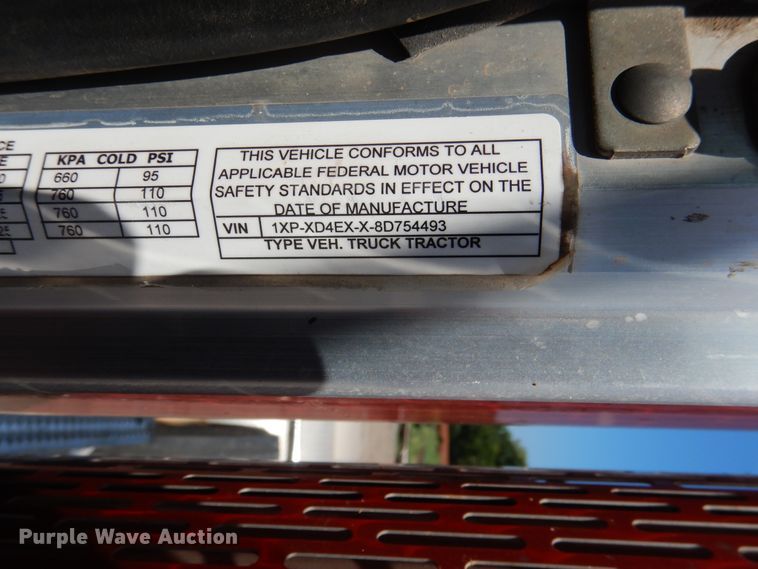 CE
KPA COLD PSI
660 95
760 110
760 110
760 110
THIS VEHICLE CONFORMS TO ALL
APPLICABLE FEDERAL MOTOR VEHICLE
SAFETY STANDARDS IN EFFECT ON THE
DATE OF MANUFACTURE
VIN 1XP-XD4EX-X-8D754493
TYPE VEH. TRUCK TRACTOR
Purple Wave Auction